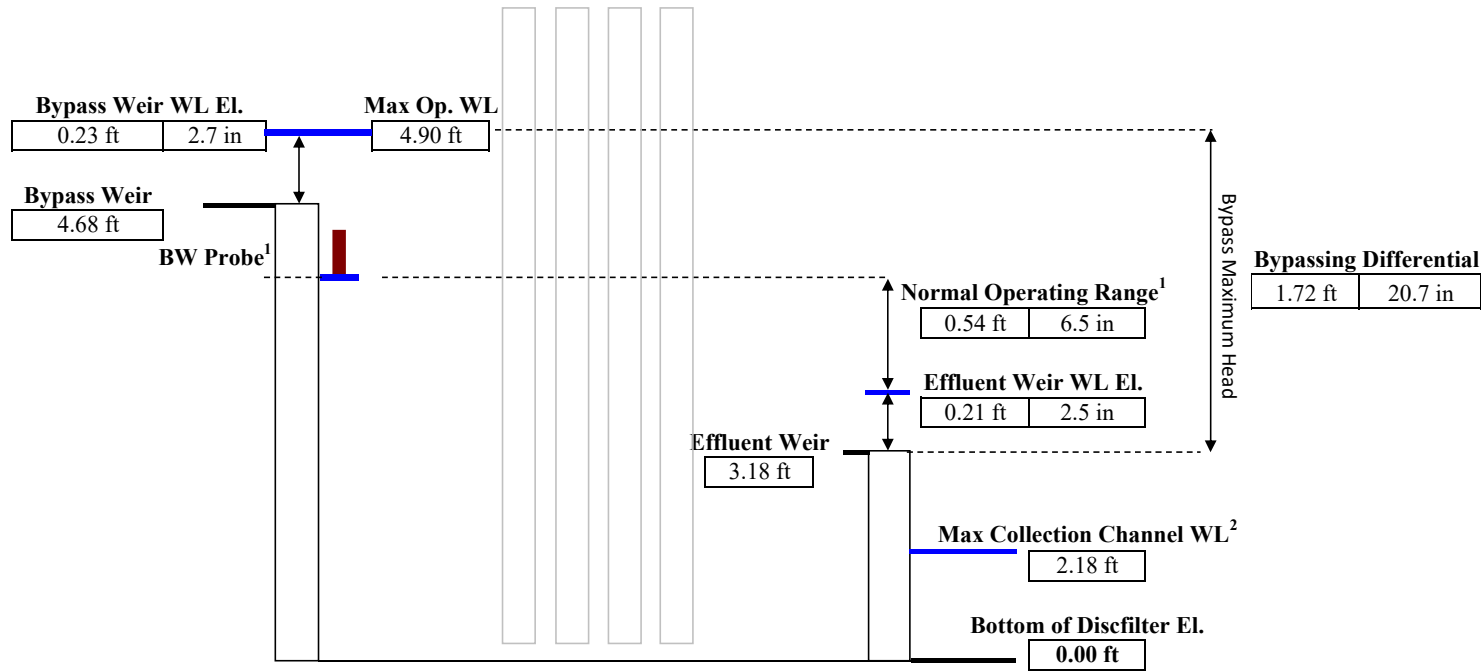 Bypass Weir WL El. Max Op. WL
0.23 ft 2.7 in 4.90 ft
Bypass Weir
4.68 ft
BW Probe¹
Normal Operating Range¹
0.54 ft 6.5 in
Effluent Weir WL El.
0.21 ft 2.5 in
Effluent Weir
3.18 ft
Bypass Maximum Head
Bypassing Differential
1.72 ft 20.7 in
Max Collection Channel WL²
2.18 ft
Bottom of Discfilter El.
0.00 ft